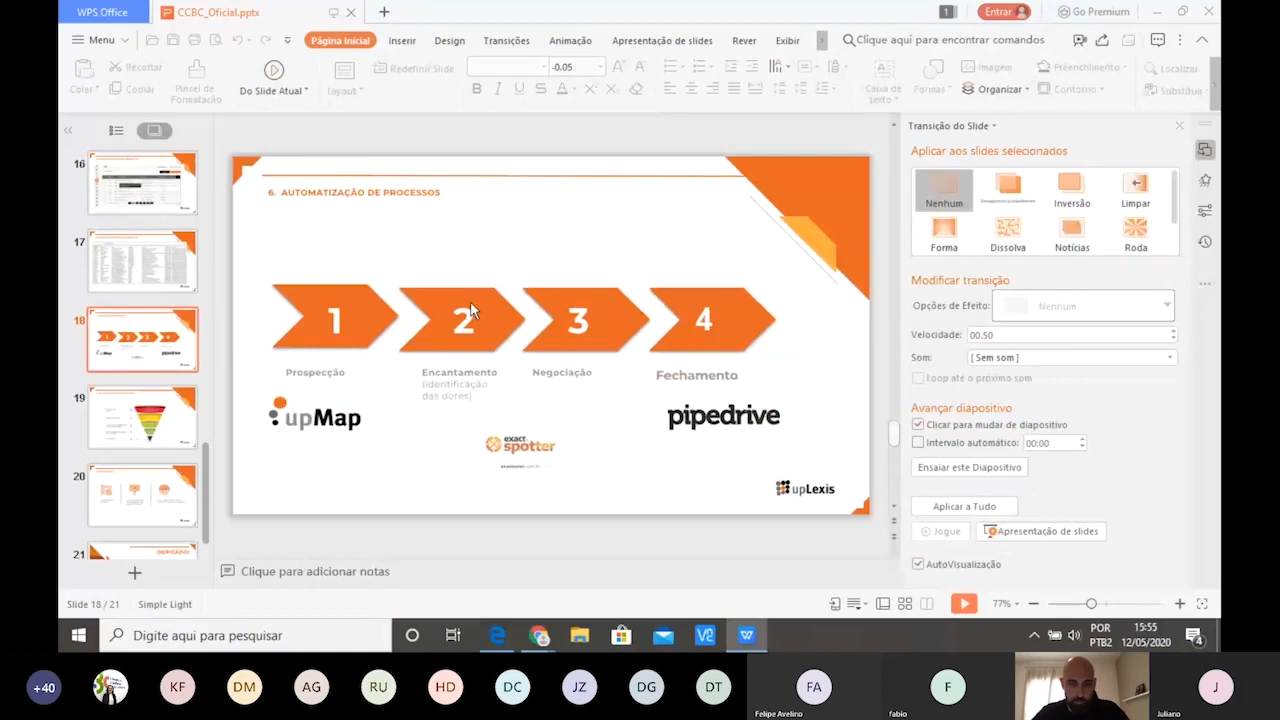 WPS Office
CCBC_Oficial.pptx
1
Entrar
Go Premium
Menu
Página Inicial
Inserir
Design
Transições
Animação
Apresentação de slides
Rever
Exibir
Clique aqui para encontrar comandos
Colar
Recortar
Copiar
Pincel de
Formatação
Do Slide Atual
Redefinir Slide
Layout
-0.05
Caixa de
texto
Formas
Imagem
Organizar
Preenchimento
Contorno
Localizar
Substitua
16
17
18
19
20
21
OBRIGADO!
6. AUTOMATIZAÇÃO DE PROCESSOS
1
2
3
4
Prospecção
Encantamento
(identificação
das dores)
Negociação
Fechamento
upMap
exact
spotter
pipedrive
upLexis
Transição do Slide
Aplicar aos slides selecionados
Nenhum
Inversão
Limpar
Forma
Dissolva
Notícias
Roda
Modificar transição
Opções de Efeito:
Nenhum
Velocidade:
00.50
Som:
[ Sem som ]
Loop até o próximo som
Avançar diapositivo
Clicar para mudar de diapositivo
Intervalo automático:
00:00
Ensaiar este Diapositivo
Aplicar a Tudo
Jogue
Apresentação de slides
AutoVisualização
Clique para adicionar notas
Slide 18 / 21
Simple Light
77%
Digite aqui para pesquisar
POR
PTB2
15:55
12/05/2020
4
+40
KF
DM
AG
RU
HD
DC
JZ
DG
DT
FA
Felipe Avelino
F
Fabio
J
Juliano